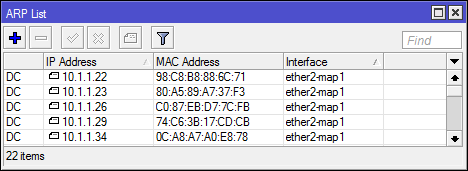 ARP List
Find
IP Address MAC Address Interface
DC 10.1.1.22 98:C8:B8:88:6C:71 ether2-map1
DC 10.1.1.23 80:A5:89:A7:37:F3 ether2-map1
DC 10.1.1.26 C0:87:EB:D7:7C:FB ether2-map1
DC 10.1.1.29 74:C6:3B:17:CD:CB ether2-map1
DC 10.1.1.34 0C:A8:A7:A0:E8:78 ether2-map1
22 items